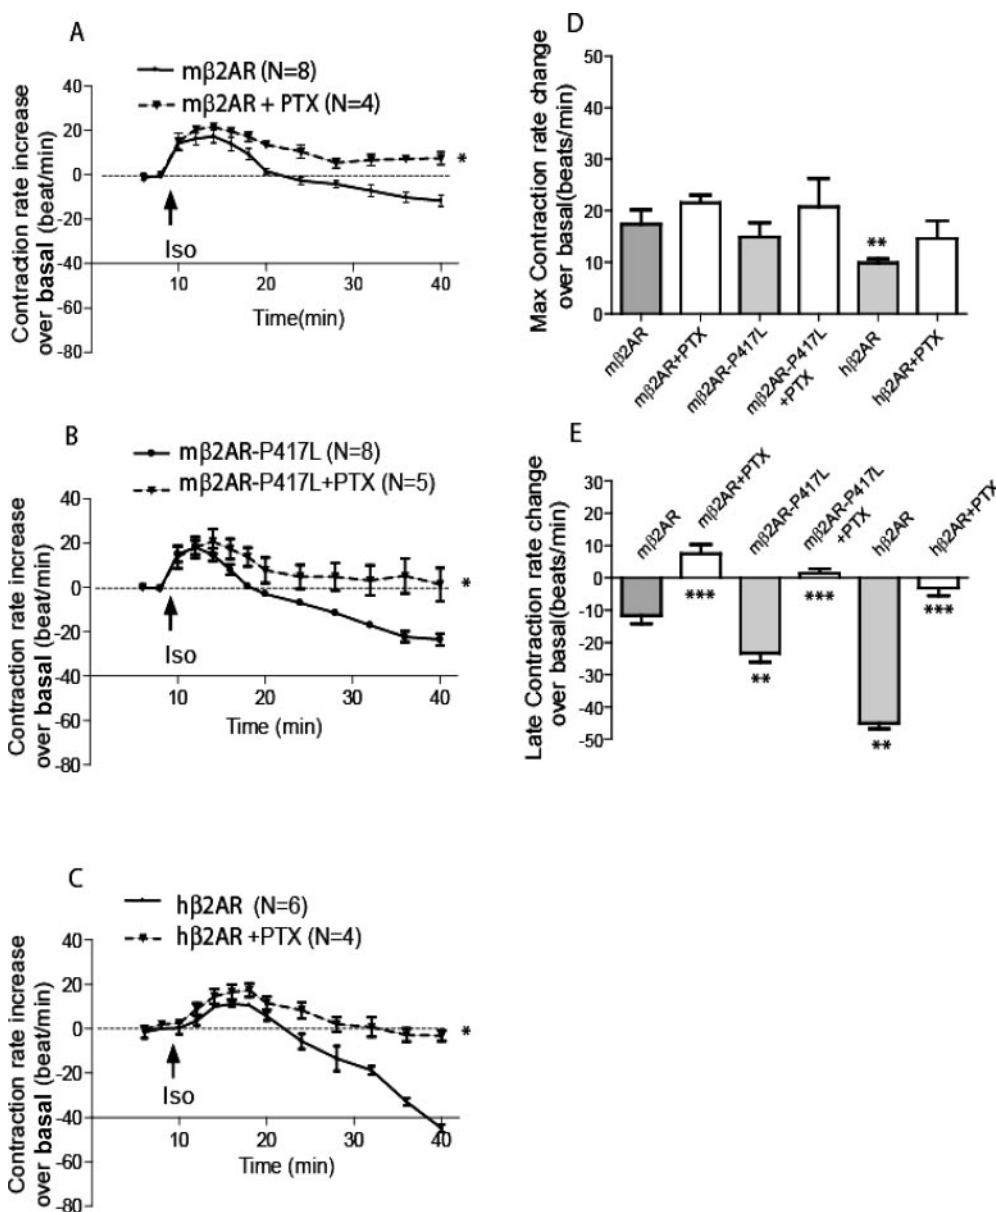 A
mβ2AR (N=8)
mβ2AR + PTX (N=4)
Contraction rate increase
over basal (beat/min)
40
20
0
-20
-40
-60
-80
*
Iso
10
20
30
40
Time(min)
B
mβ2AR-P417L (N=8)
mβ2AR-P417L+PTX (N=5)
Contraction rate increase
over basal (beat/min)
40
20
0
-20
-40
-60
-80
*
Iso
10
20
30
40
Time (min)
C
hβ2AR (N=6)
hβ2AR +PTX (N=4)
Contraction rate increase
over basal (beat/min)
40
20
0
-20
-40
-60
-80
*
Iso
10
20
30
40
Time (min)
D
Max Contraction rate change
over basal(beats/min)
50
40
30
20
10
0
**
mβ2AR
mβ2AR+PTX
mβ2AR-P417L
mβ2AR-P417L
+PTX
hβ2AR
hβ2AR+PTX
E
Late Contraction rate change
over basal(beats/min)
mβ2AR
mβ2AR+PTX
mβ2AR-P417L
mβ2AR-P417L
+PTX
hβ2AR
hβ2AR+PTX
20
10
0
-10
-20
-30
-40
-50
***
**
***
**
***